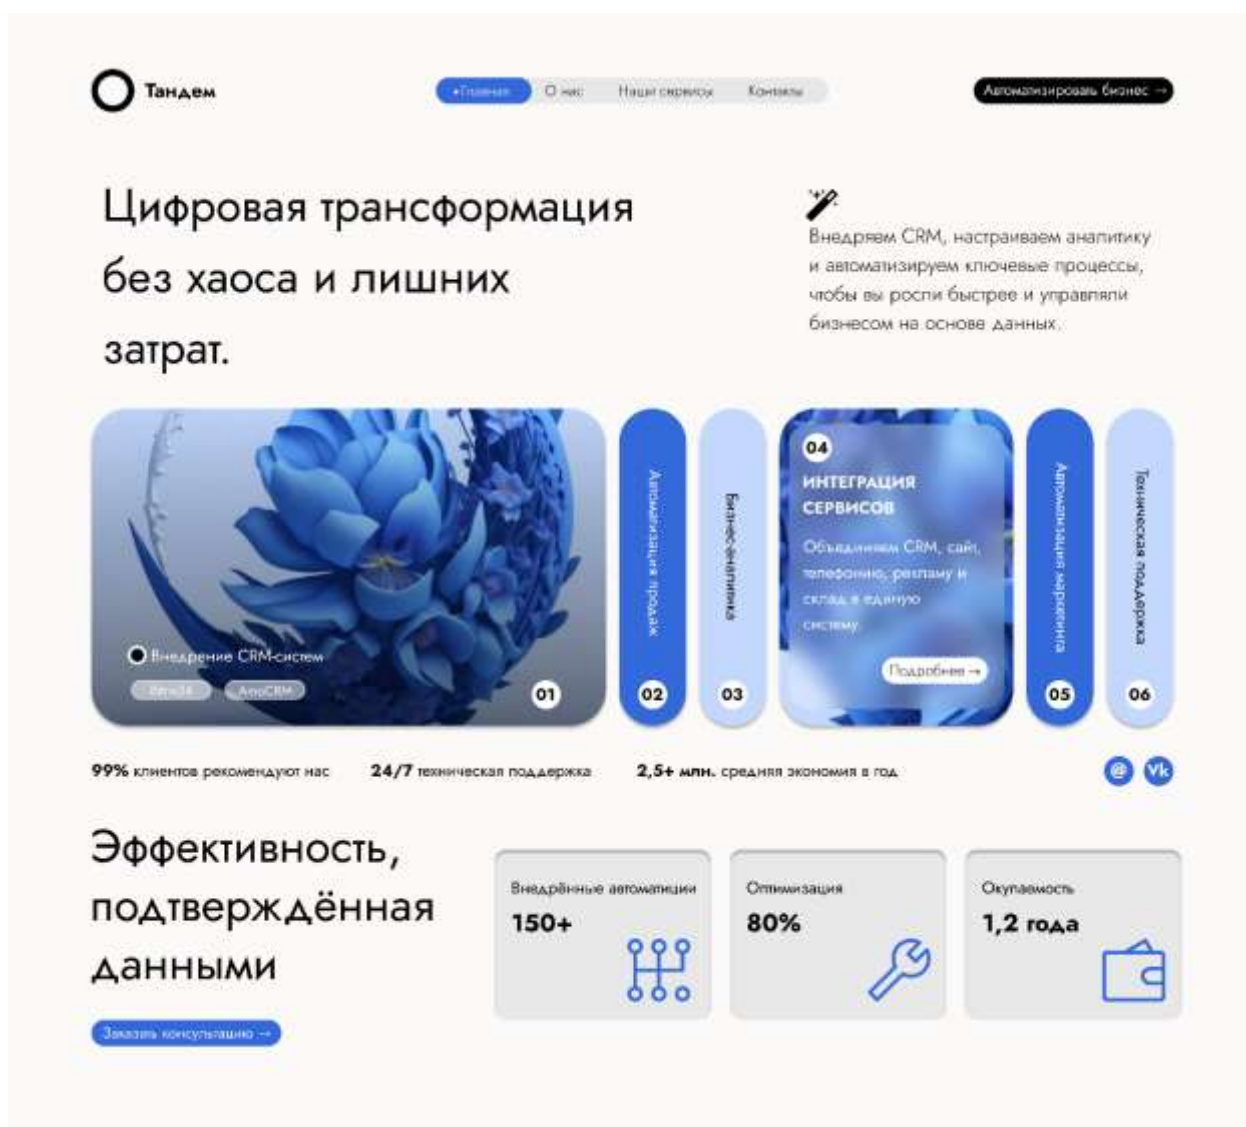 Тандем
•Главная
О нас
Наши сервисы
Контакты
Автоматизировать бизнес →
Цифровая трансформация
без хаоса и лишних
затрат.
Внедряем CRM, настраиваем аналитику
и автоматизируем ключевые процессы,
чтобы вы росли быстрее и управляли
бизнесом на основе данных.
Внедрение CRM-систем
AmoCRM
01
Автоматизация продаж
02
Бизнес-аналитика
03
04
ИНТЕГРАЦИЯ
СЕРВИСОВ
Объединяем CRM, сайт,
телефонию, рекламу и
склад в единую
систему.
Подробнее →
Автоматизация маркетинга
05
Техническая поддержка
06
99% клиентов рекомендуют нас
24/7 техническая поддержка
2,5+ млн. средняя экономия в год
@
Vk
Эффективность,
подтверждённая
данными
Заказать консультацию →
Внедрённые автоматиции
150+
Оптимизация
80%
Окупаемость
1,2 года